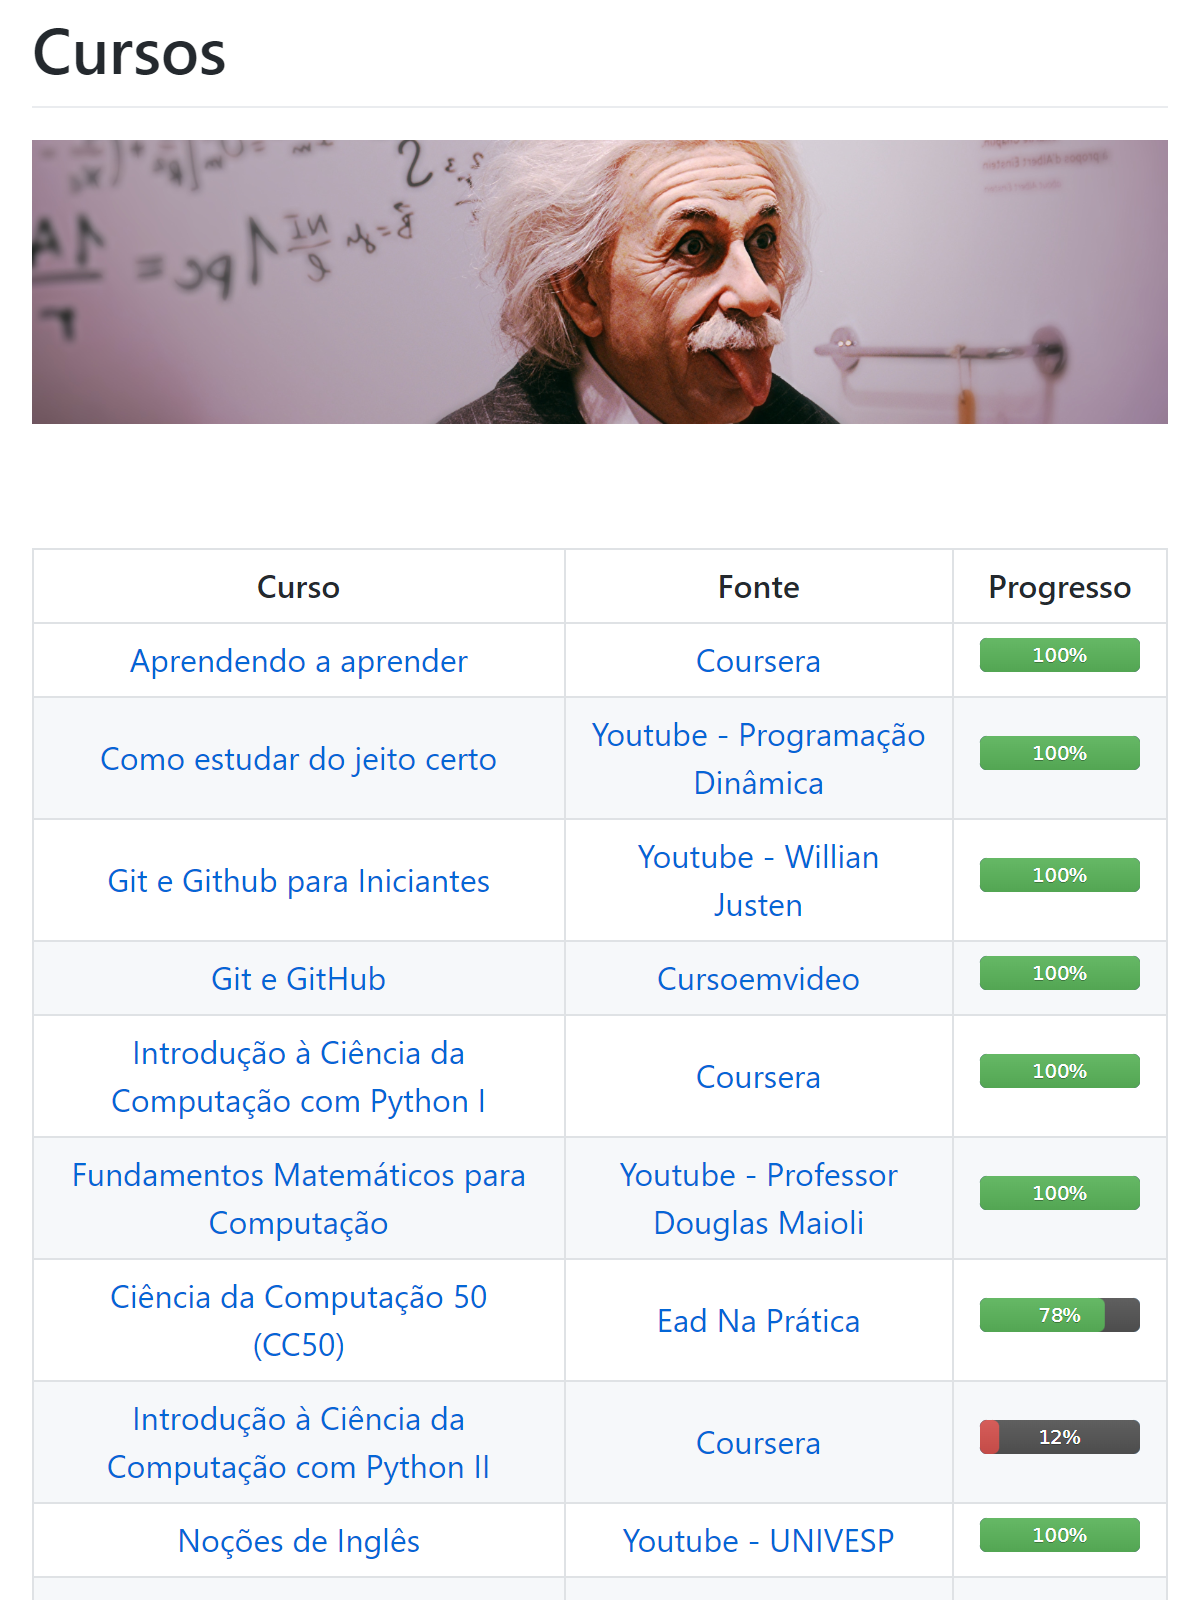 Cursos
Curso Fonte Progresso
Aprendendo a aprender Coursera 100%
Como estudar do jeito certo
Youtube - Programação
Dinâmica
100%
Git e Github para Iniciantes
Youtube - Willian
Justen
100%
Git e GitHub Cursoemvideo 100%
Introdução à Ciência da
Computação com Python I
Coursera
100%
Fundamentos Matemáticos para
Computação
Youtube - Professor
Douglas Maioli
100%
Ciência da Computação 50
(CC50)
Ead Na Prática
78%
Introdução à Ciência da
Computação com Python II
Coursera
12%
Noções de Inglês Youtube - UNIVESP 100%